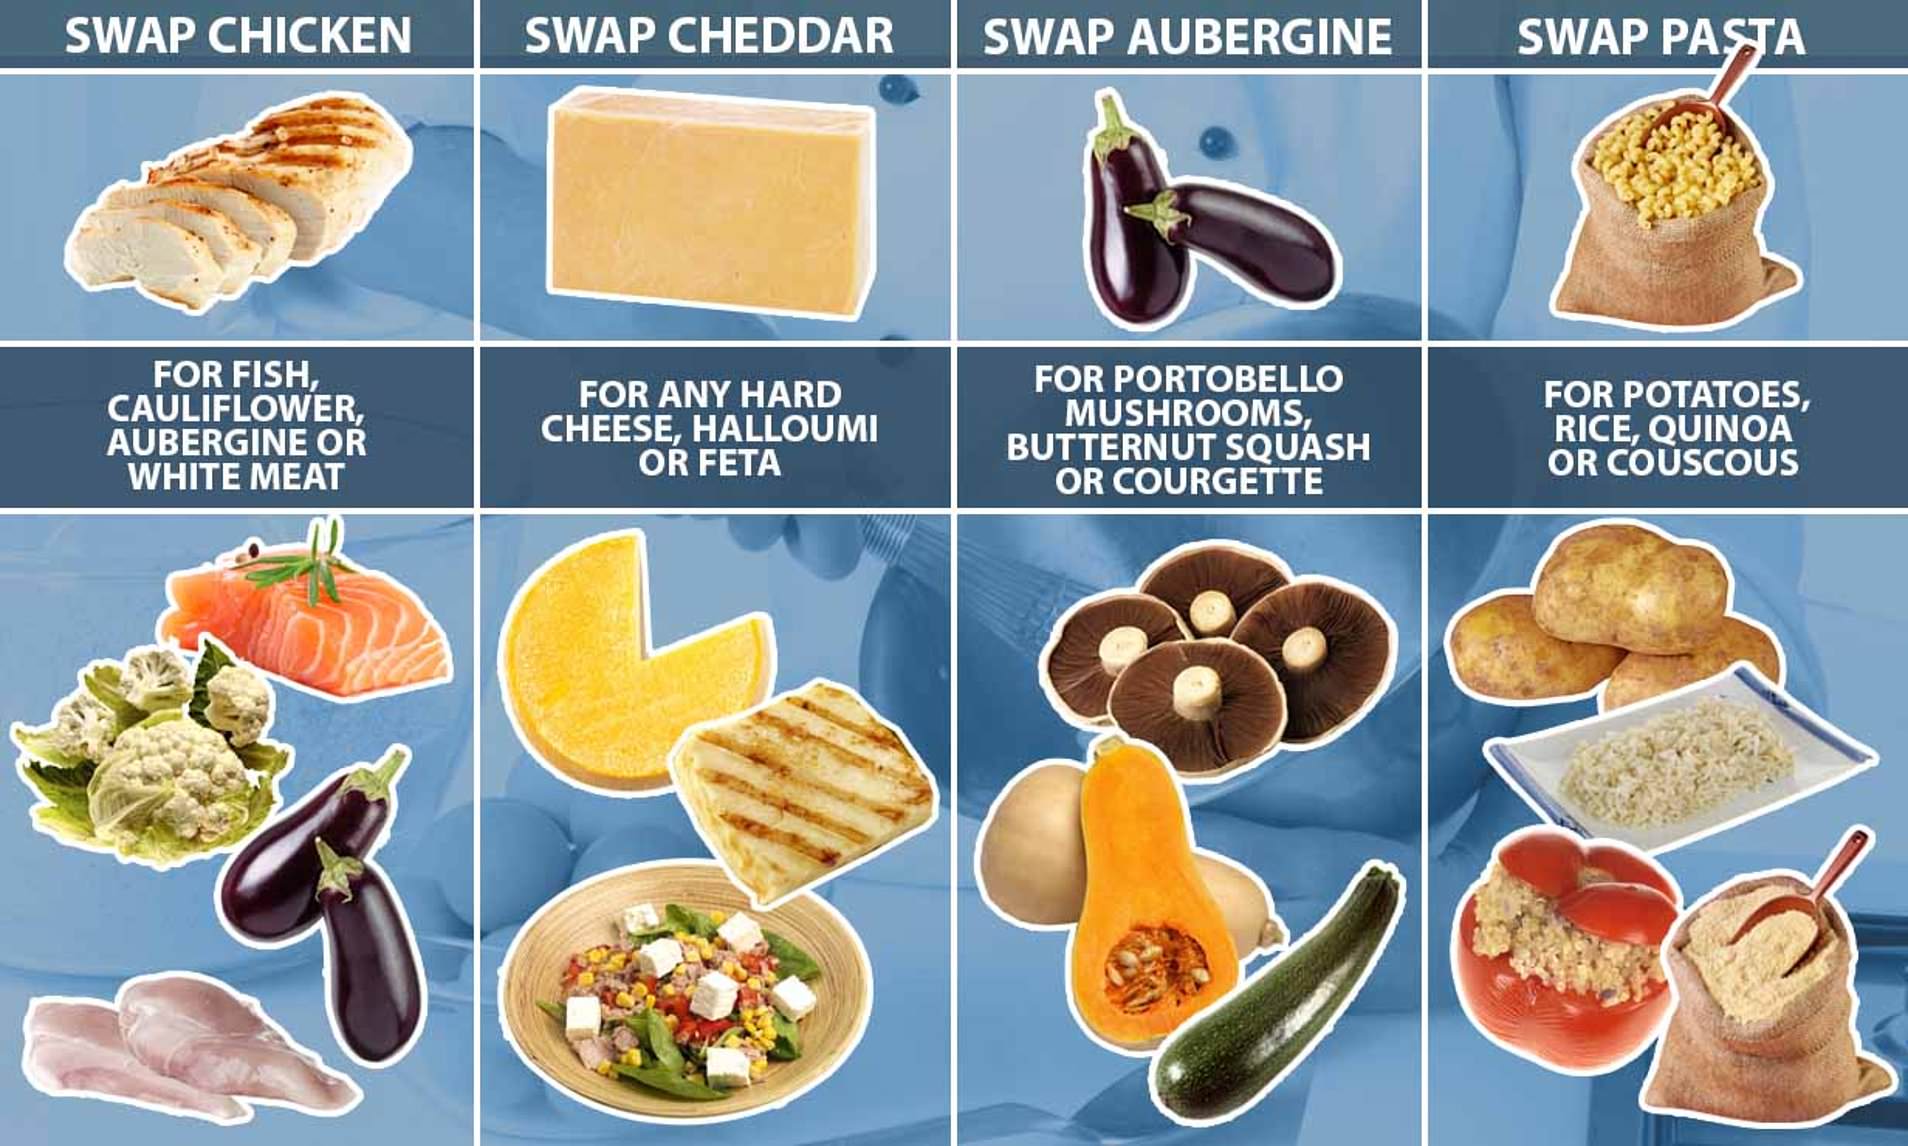 SWAP CHICKEN
SWAP CHEDDAR
SWAP AUBERGINE
SWAP PASTA
FOR FISH,
CAULIFLOWER,
AUBERGINE OR
WHITE MEAT
FOR ANY HARD
CHEESE, HALLOUMI
OR FETA
FOR PORTOBELLO
MUSHROOMS,
BUTTERNUT SQUASH
OR COURGETTE
FOR POTATOES,
RICE, QUINOA
OR COUSCOUS